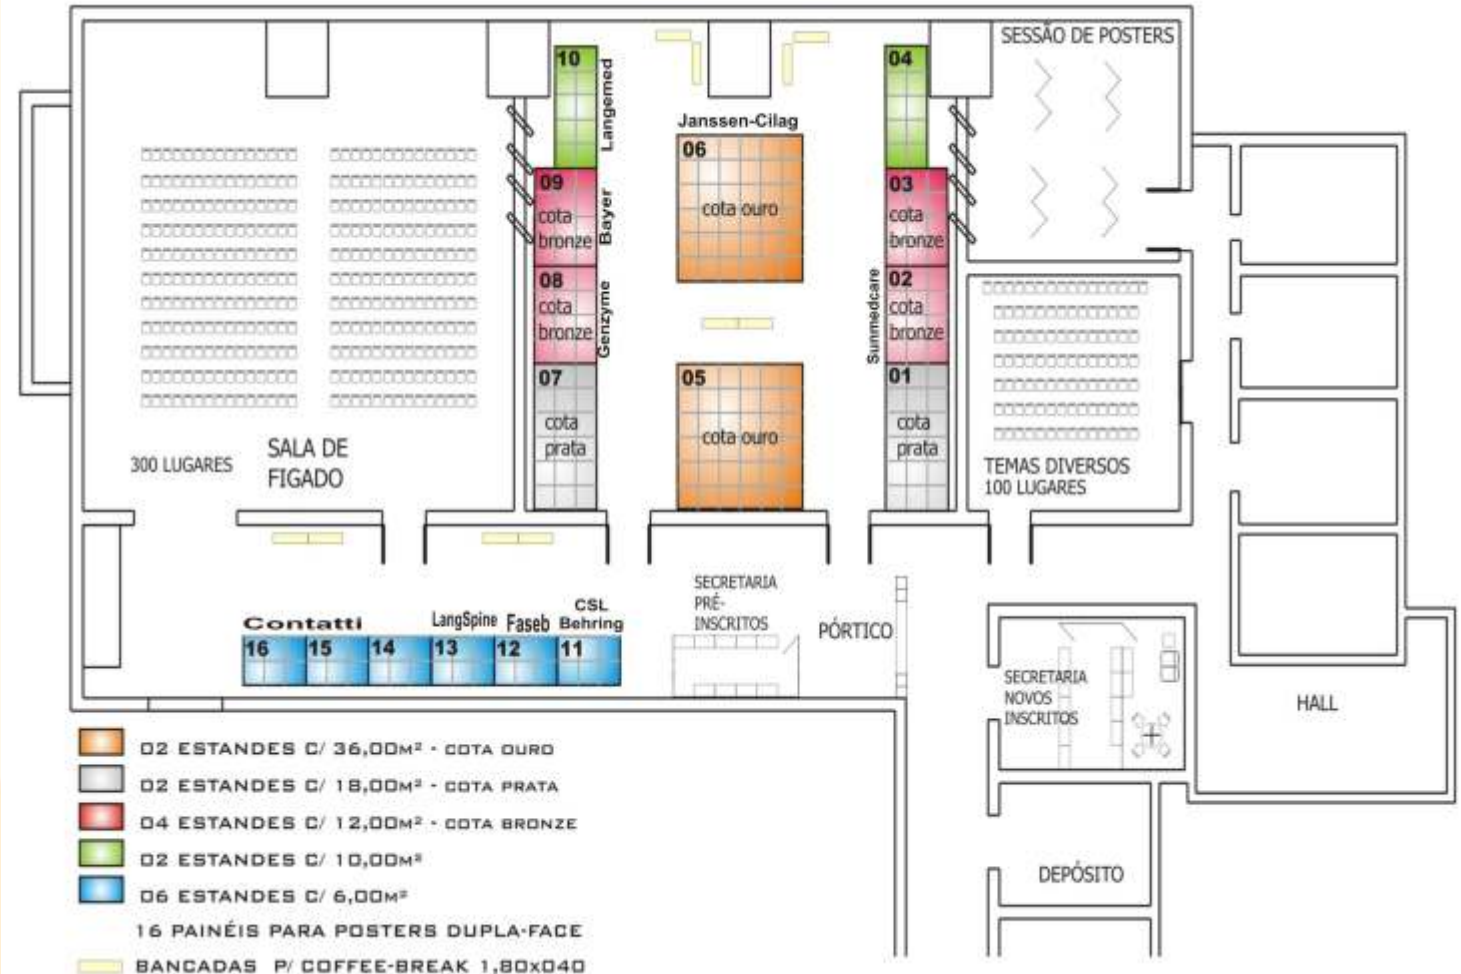 SESSÃO DE POSTERS
10
Langemed
04
Janssen-Cilag
06
cota ouro
09
cota
bronze
Bayer
03
cota
bronze
08
cota
bronze
Genzyme
02
cota
bronze
Sunmedcare
07
cota
prata
05
cota ouro
01
cota
prata
300 LUGARES
SALA DE
FIGADO
TEMAS DIVERSOS
100 LUGARES
SECRETARIA
PRÉ-
INSCRITOS
PÓRTICO
Contatti
LangSpine
Faseb
CSL
Behring
16
15
14
13
12
11
SECRETARIA
NOVOS
INSCRITOS
HALL
DEPÓSITO
02 ESTANDES C/ 36,00M² - COTA OURO
02 ESTANDES C/ 18,00M² - COTA PRATA
04 ESTANDES C/ 12,00M² - COTA BRONZE
02 ESTANDES C/ 10,00M²
06 ESTANDES C/ 6,00M²
16 PAINÉIS PARA POSTERS DUPLA-FACE
BANCADAS P/ COFFEE-BREAK 1,80X040